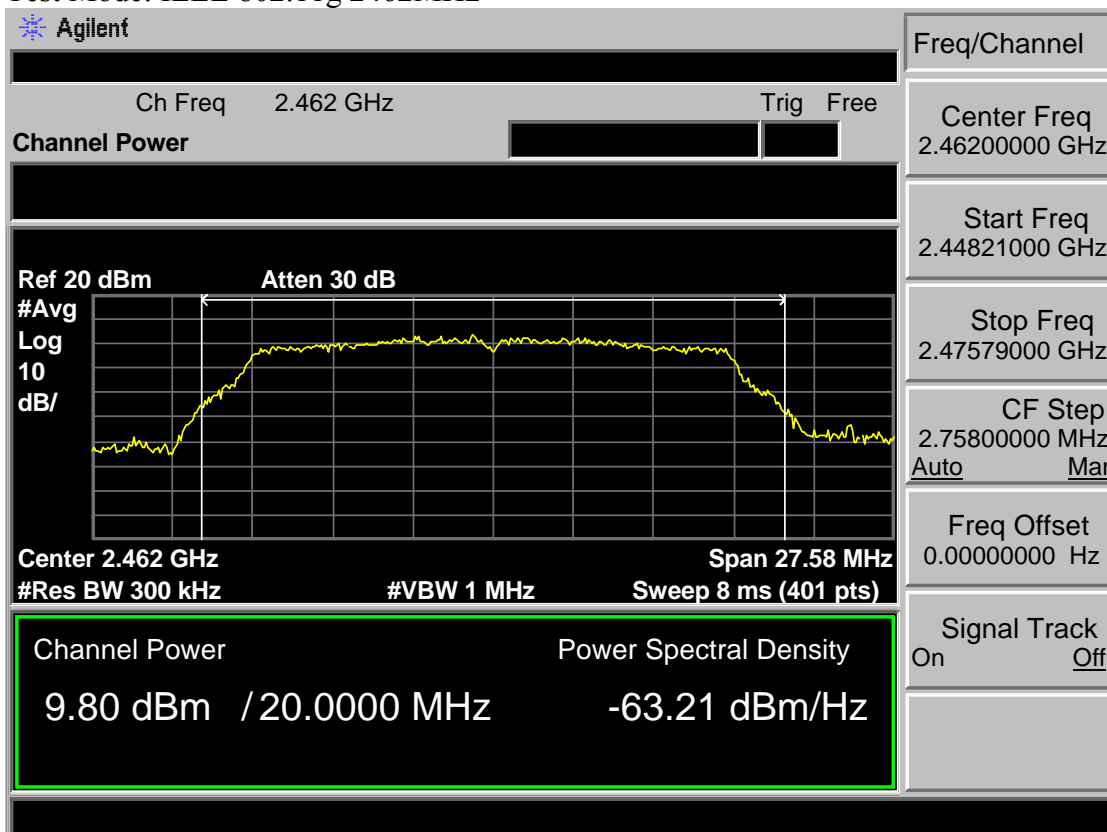 Agilent
Freq/Channel
Ch Freq 2.462 GHz Trig Free
Channel Power
Center Freq
2.46200000 GHz
Start Freq
2.44821000 GHz
Ref 20 dBm Atten 30 dB
#Avg
Log
10
dB/
Stop Freq
2.47579000 GHz
CF Step
2.75800000 MHz
Auto Man
Center 2.462 GHz Span 27.58 MHz
#Res BW 300 kHz #VBW 1 MHz Sweep 8 ms (401 pts)
Freq Offset
0.00000000 Hz
Channel Power Power Spectral Density
9.80 dBm / 20.0000 MHz -63.21 dBm/Hz
Signal Track
On Off